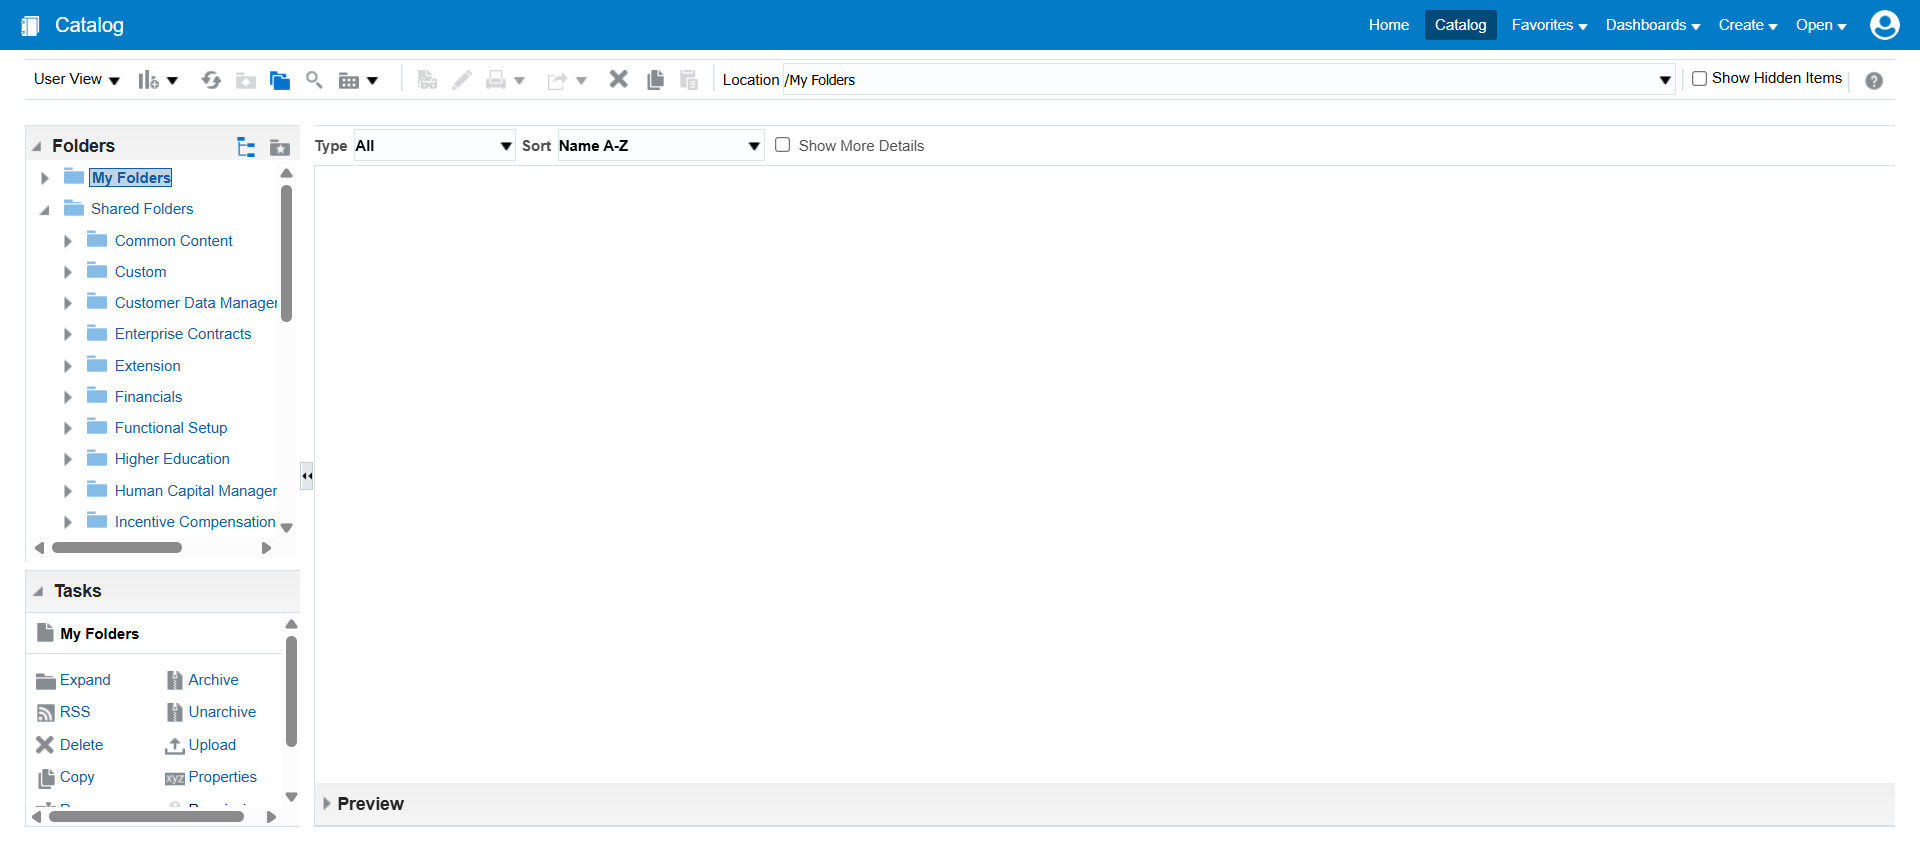 Catalog
Home Catalog Favorites Dashboards Create Open
User View
Location /My Folders
Show Hidden Items
Folders
Type All Sort Name A-Z Show More Details
My Folders
Shared Folders
Common Content
Custom
Customer Data Manager
Enterprise Contracts
Extension
Financials
Functional Setup
Higher Education
Human Capital Manager
Incentive Compensation
Tasks
My Folders
Expand Archive
RSS Unarchive
Delete Upload
Copy xyz Properties
Preview